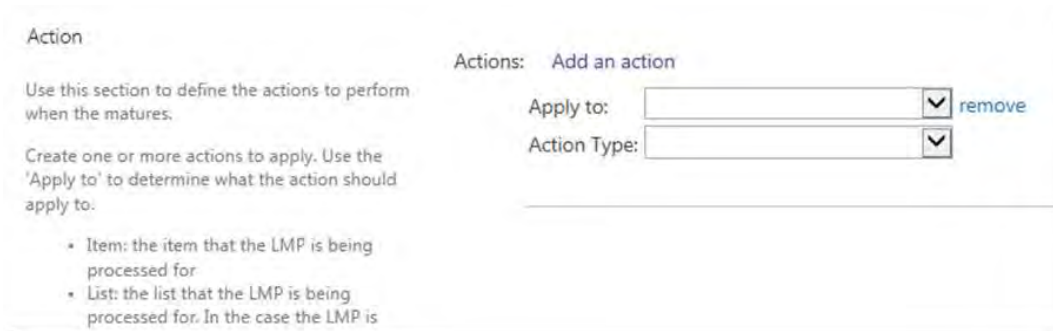 Action
Actions: Add an action
Use this section to define the actions to perform
when the matures.
Apply to: remove
Action Type:
Create one or more actions to apply. Use the
'Apply to' to determine what the action should
apply to.
• Item: the item that the LMP is being
processed for
• List: the list that the LMP is being
processed for. In the case the LMP is